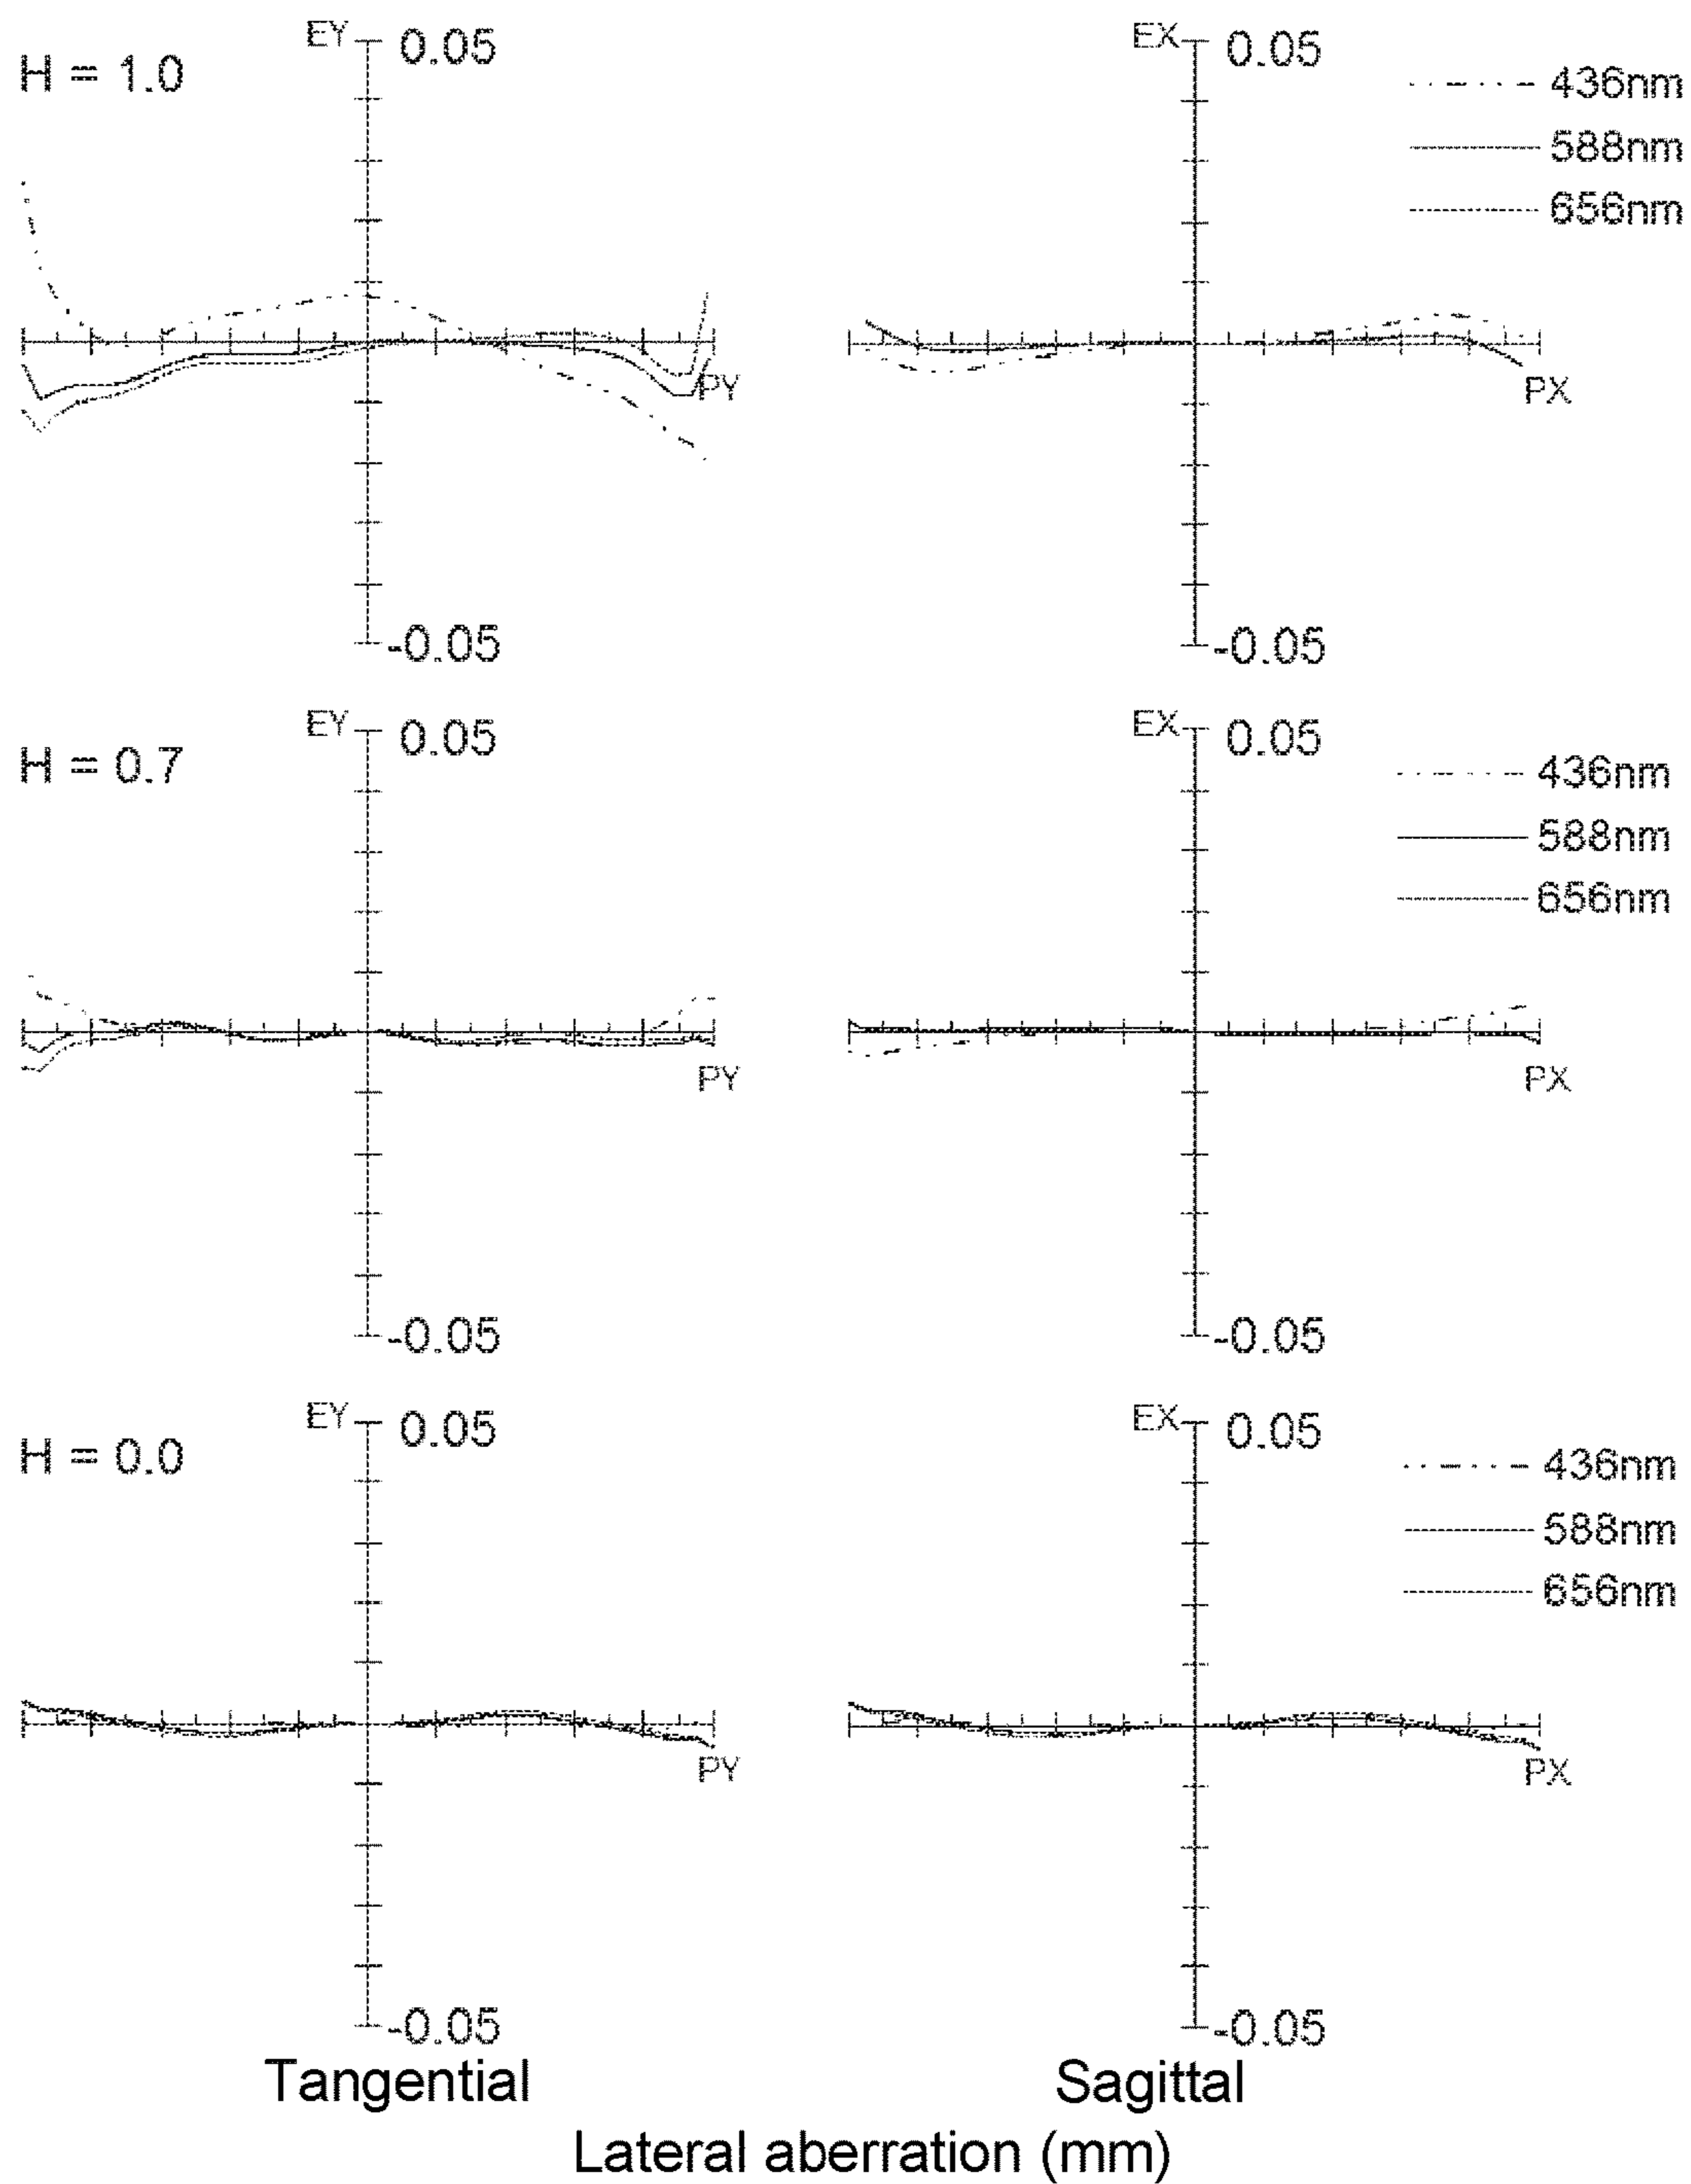 H = 1.0
EY 0.05
EX 0.05
436nm
588nm
656nm
PY
PX
-0.05
-0.05
H = 0.7
EY 0.05
EX 0.05
436nm
588nm
656nm
PY
PX
-0.05
-0.05
H = 0.0
EY 0.05
EX 0.05
436nm
588nm
656nm
PY
PX
-0.05
-0.05
Tangential
Sagittal
Lateral aberration (mm)